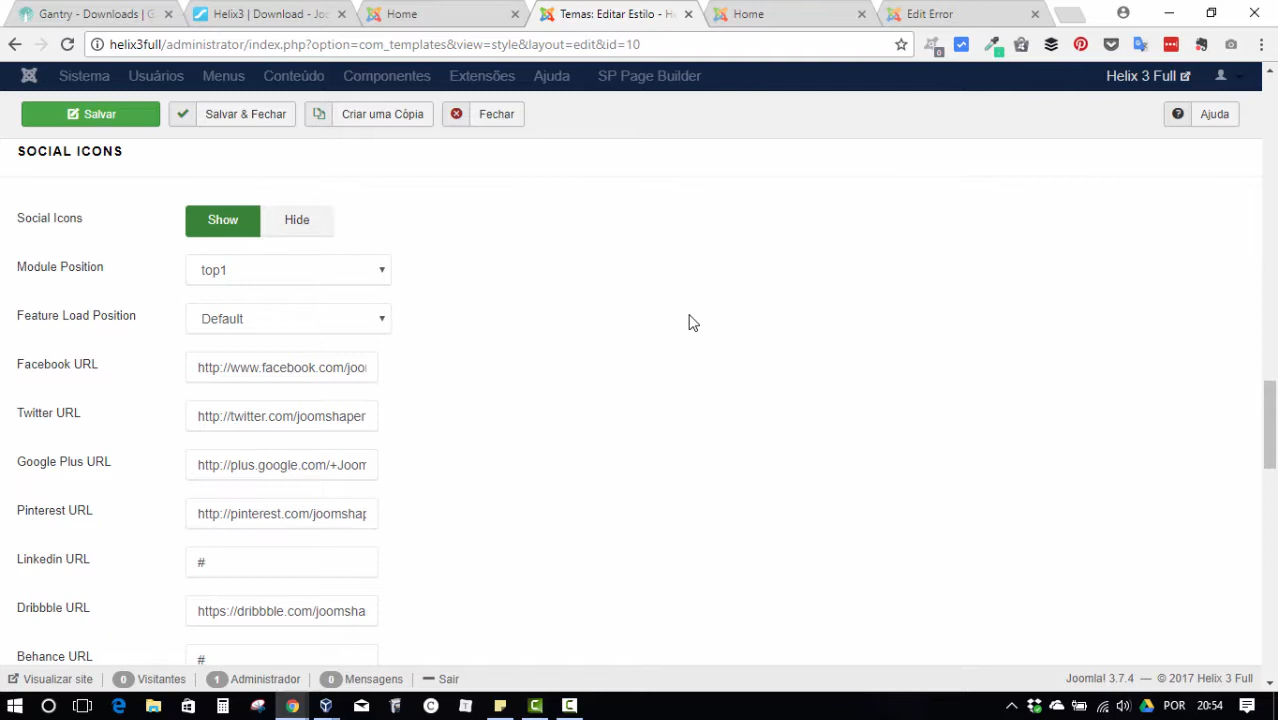 Gantry - Downloads | G
Helix3 | Download - Joo
Home
Temas: Editar Estilo - He
Home
Edit Error
helix3full/administrator/index.php?option=com_templates&view=style&layout=edit&id=10
Sistema Usuários Menus Conteúdo Componentes Extensões Ajuda SP Page Builder Helix 3 Full
Salvar Salvar & Fechar Criar uma Cópia Fechar Ajuda
SOCIAL ICONS
Social Icons Show Hide
Module Position top1
Feature Load Position Default
Facebook URL http://www.facebook.com/joo
Twitter URL http://twitter.com/joomshaper
Google Plus URL http://plus.google.com/+Joom
Pinterest URL http://pinterest.com/joomshap
Linkedin URL #
Dribbble URL https://dribbble.com/joomsha
Behance URL #
Visualizar site 0 Visitantes 1 Administrador 0 Mensagens Sair Joomla! 3.7.4 — © 2017 Helix 3 Full
POR 20:54